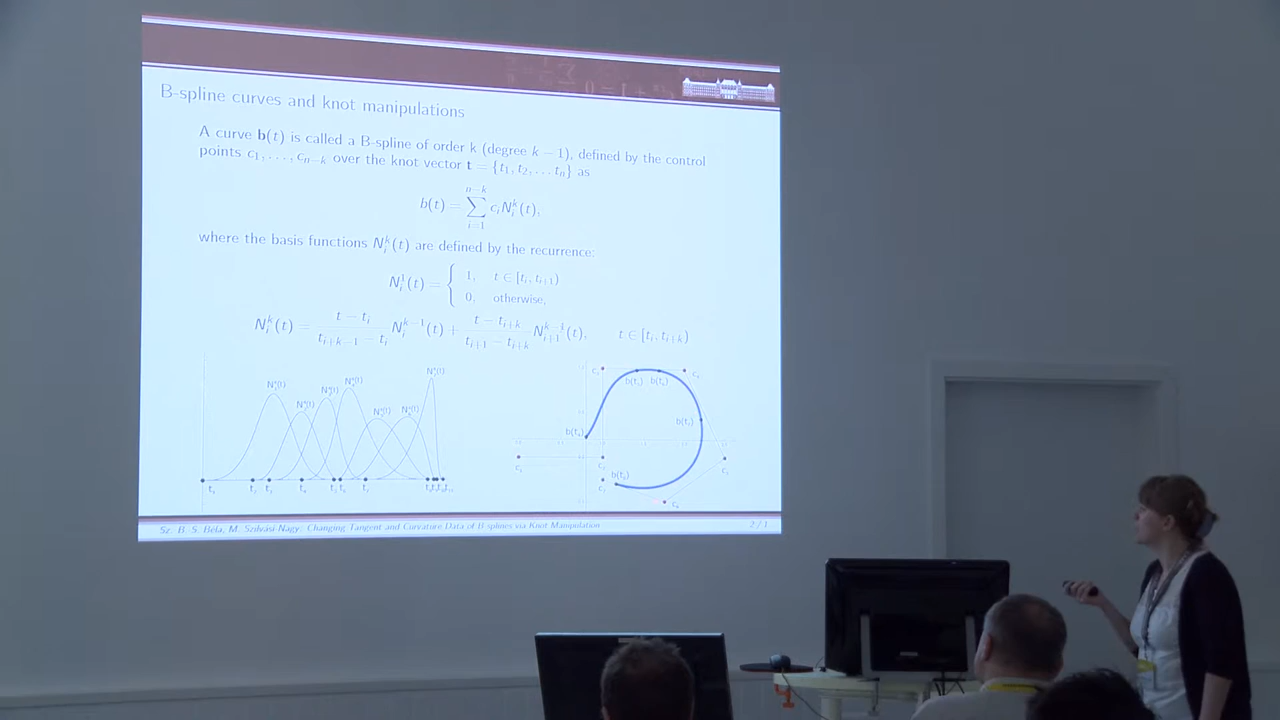 B-spline curves and knot manipulations
A curve b(t) is called a B-spline of order k (degree k − 1), defined by the control
points c₁, . . . , cₙ₋ₖ over the knot vector t = {t₁, t₂, . . . tₙ} as
b(t) = ∑ᵢ₌₁ⁿ⁻ᵏ cᵢNᵢᵏ(t),
where the basis functions Nᵢᵏ(t) are defined by the recurrence:
Nᵢ¹(t) = { 1, t ∈ [tᵢ, tᵢ₊₁)
0, otherwise,
Nᵢᵏ(t) = (t − tᵢ)/(tᵢ₊ₖ₋₁ − tᵢ) Nᵢᵏ⁻¹(t) + (t − tᵢ₊ₖ)/(tᵢ₊₁ − tᵢ₊ₖ) Nᵢ₊₁ᵏ⁻¹(t), t ∈ [tᵢ, tᵢ₊ₖ)
Sz. B. S. Béla, M. Szilvási-Nagy: Changing Tangent and Curvature Data of B-splines via Knot Manipulation 2 / 1